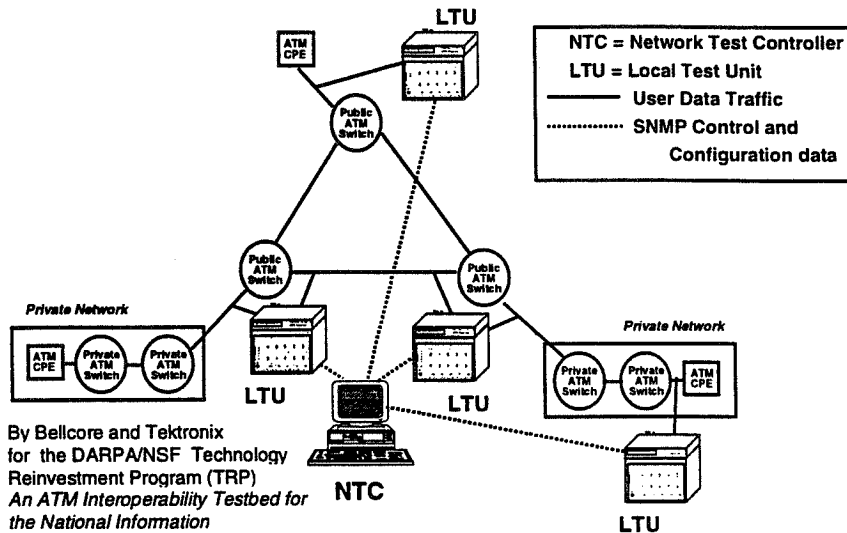 LTU
ATM
CPE
NTC = Network Test Controller
LTU = Local Test Unit
User Data Traffic
SNMP Control and
Configuration data
Public
ATM
Switch
Public
ATM
Switch
Public
ATM
Switch
Private Network
ATM
CPE
Private
ATM
Switch
Private
ATM
Switch
LTU
LTU
Private Network
Private
ATM
Switch
Private
ATM
Switch
ATM
CPE
By Bellcore and Tektronix
for the DARPA/NSF Technology
Reinvestment Program (TRP)
An ATM Interoperability Testbed for
the National Information
NTC
LTU